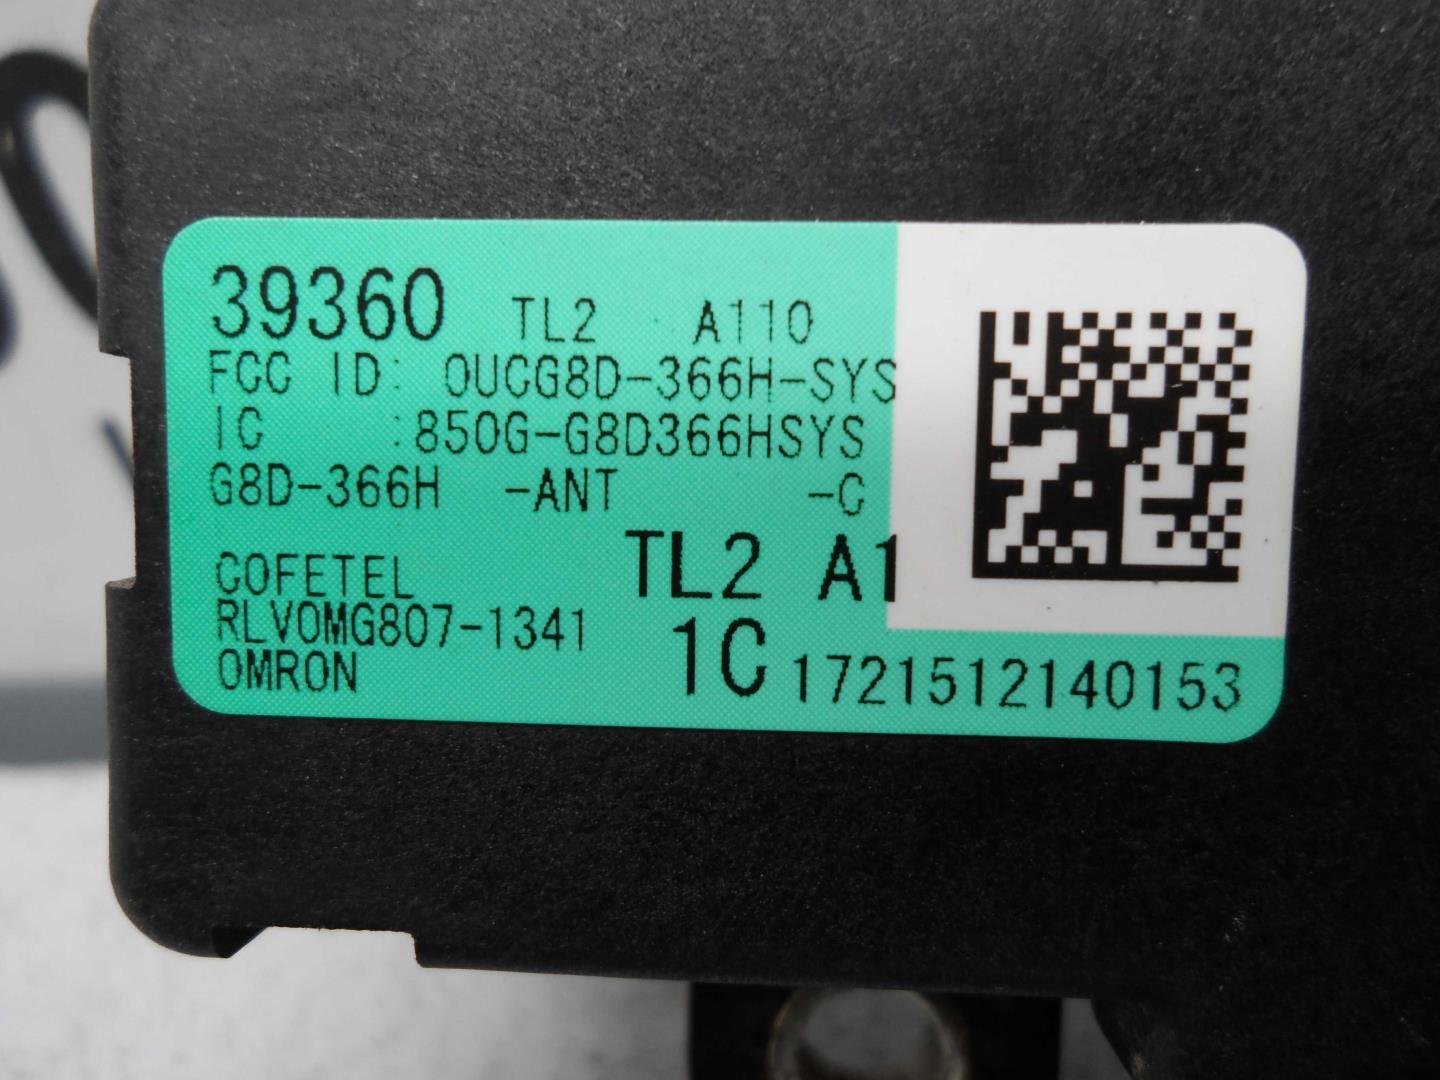 39360 TL2 A110
FCC ID: OUCG8D-366H-SYS
IC :850G-G8D366HSYS
G8D-366H -ANT -C
TL2 A1
COFETEL
RLVOMG807-1341
1C 1721512140153
OMRON